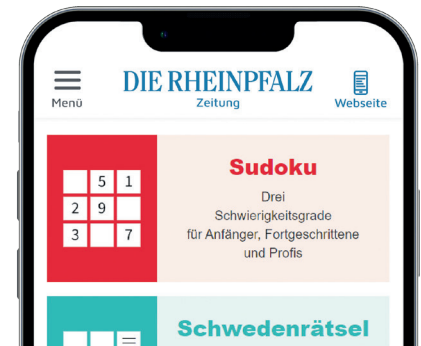 Menü
DIE RHEINPFALZ
Zeitung
Webseite
5 1
2 9
3 7
Sudoku
Drei
Schwierigkeitsgrade
für Anfänger, Fortgeschrittene
und Profis
Schwedenrätsel